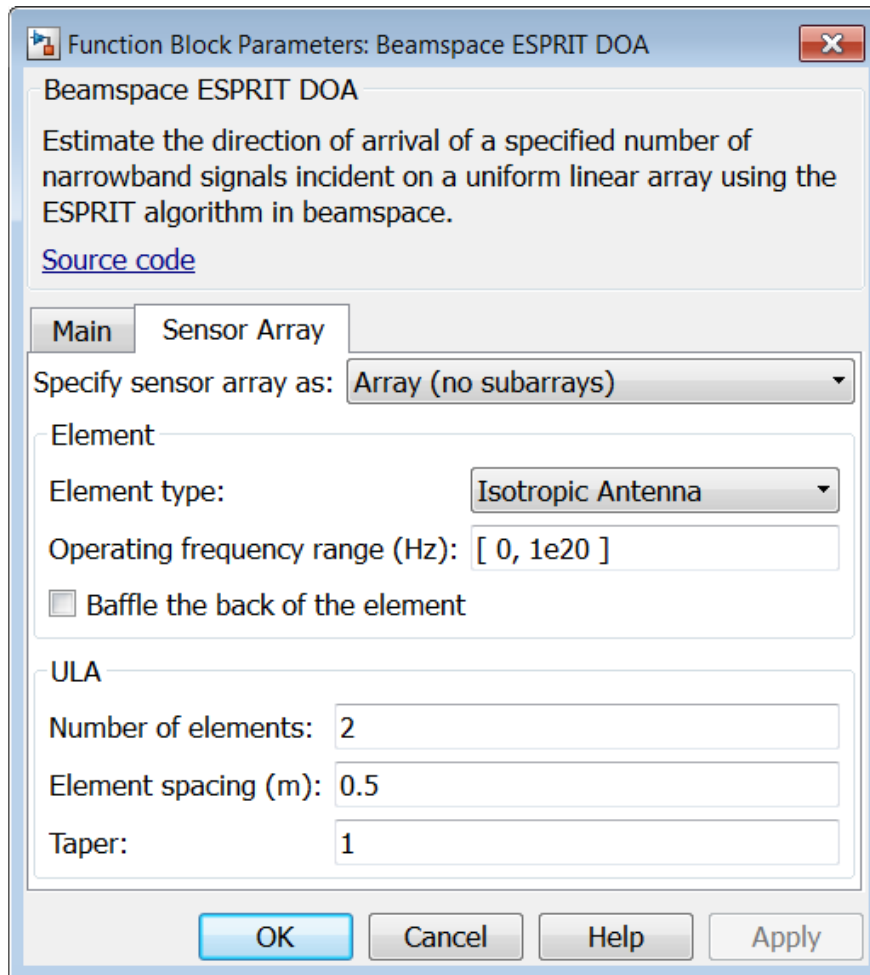 Function Block Parameters: Beamspace ESPRIT DOA
Beamspace ESPRIT DOA
Estimate the direction of arrival of a specified number of
narrowband signals incident on a uniform linear array using the
ESPRIT algorithm in beamspace.
Source code
Main Sensor Array
Specify sensor array as: Array (no subarrays)
Element
Element type: Isotropic Antenna
Operating frequency range (Hz): [ 0, 1e20 ]
Baffle the back of the element
ULA
Number of elements: 2
Element spacing (m): 0.5
Taper: 1
OK Cancel Help Apply